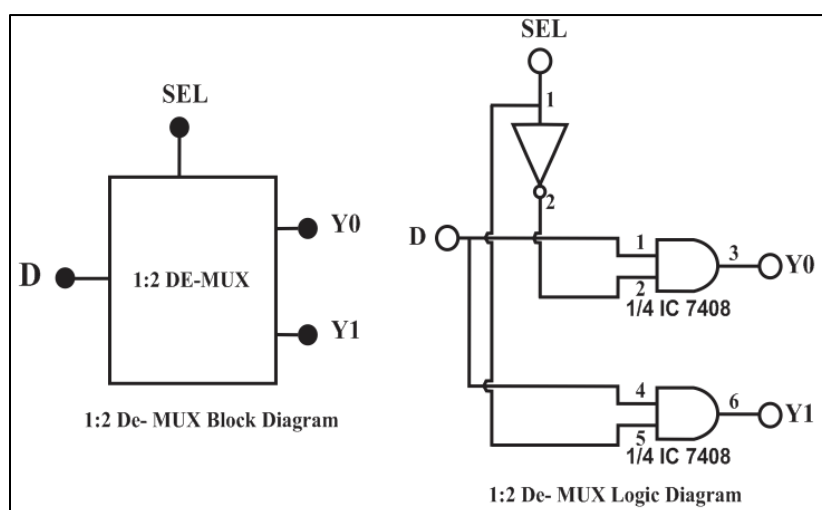 SEL
D
1:2 DE-MUX
Y0
Y1
1:2 De- MUX Block Diagram
SEL
1
2
D
1
2
3
Y0
1/4 IC 7408
4
5
6
Y1
1/4 IC 7408
1:2 De- MUX Logic Diagram